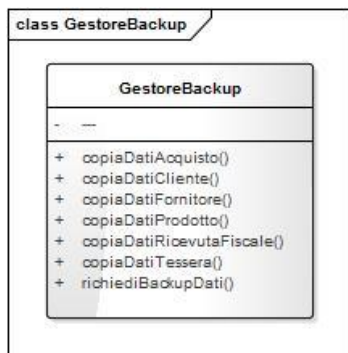 class GestoreBackup
GestoreBackup
- ---
+ copiaDatiAcquisto()
+ copiaDatiCliente()
+ copiaDatiFornitore()
+ copiaDatiProdotto()
+ copiaDatiRicevutaFiscale()
+ copiaDatiTessera()
+ richiediBackupDati()